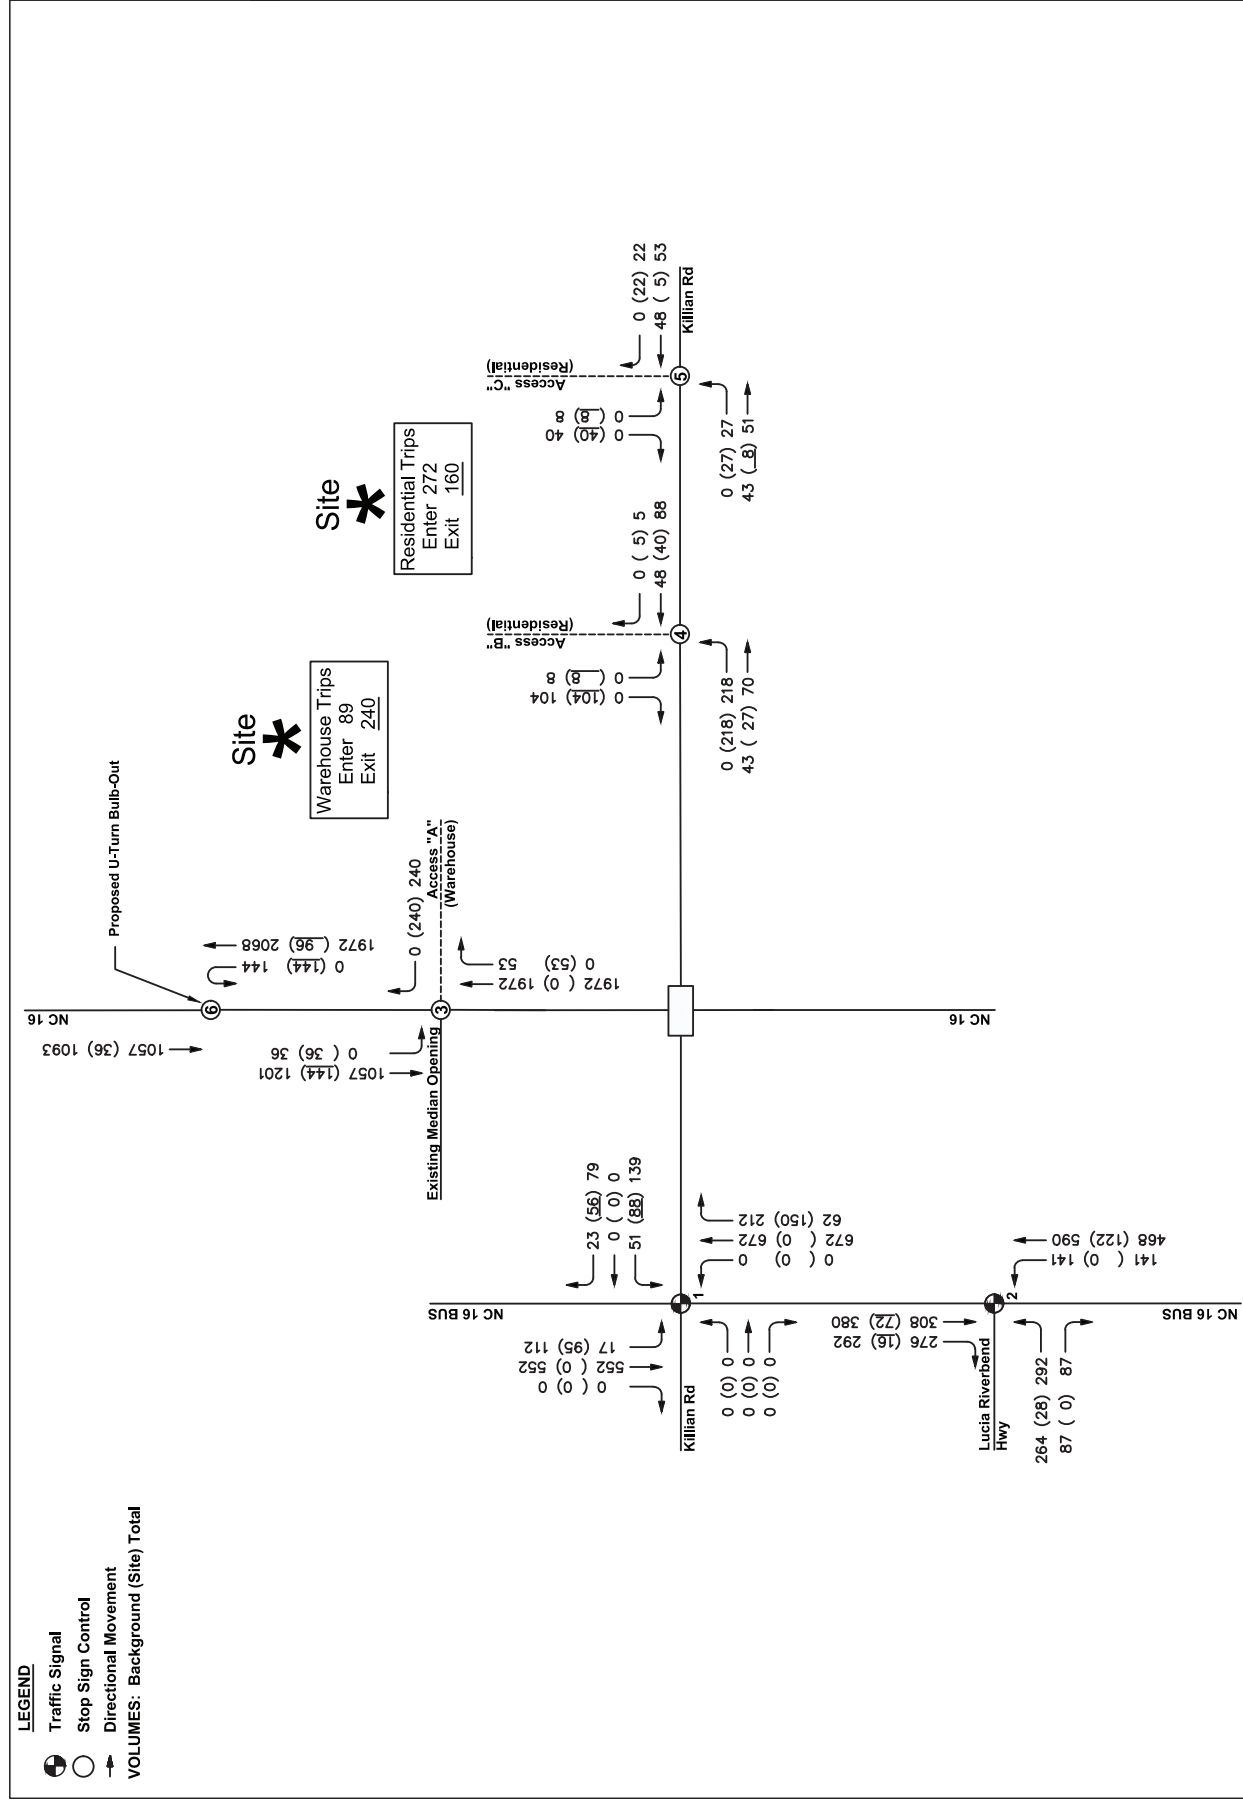 LEGEND
Traffic Signal
Stop Sign Control
Directional Movement
VOLUMES: Background (Site) Total
Proposed U-Turn Bulb-Out
Site
Warehouse Trips
Enter 89
Exit 240
Site
Residential Trips
Enter 272
Exit 160
NC 16
6
1057 (36) 1093
1972 ( 96) 2068
0 (144) 144
0 ( 36) 36
1057 (144) 1201
Existing Median Opening
3
0 (240) 240
Access "A"
(Warehouse)
0 (53) 53
1972 ( 0) 1972
NC 16
NC 16 BUS
23 (56) 79
0 ( 0) 0
51 (88) 139
17 (95) 112
552 ( 0) 552
0 ( 0) 0
Killian Rd
1
62 (150) 212
672 ( 0) 672
0 ( 0) 0
0 (0) 0
0 (0) 0
0 (0) 0
308 (72) 380
276 (16) 292
Lucia Riverbend
Hwy
2
468 (122) 590
141 ( 0) 141
264 (28) 292
87 ( 0) 87
NC 16 BUS
Access "B"
(Residential)
0 ( 8) 8
0 (104) 104
0 ( 5) 5
48 (40) 88
4
0 (218) 218
43 ( 27) 70
Access "C"
(Residential)
0 ( 8) 8
0 (40) 40
0 (22) 22
48 ( 5) 53
5
Killian Rd
0 (27) 27
43 ( 8) 51